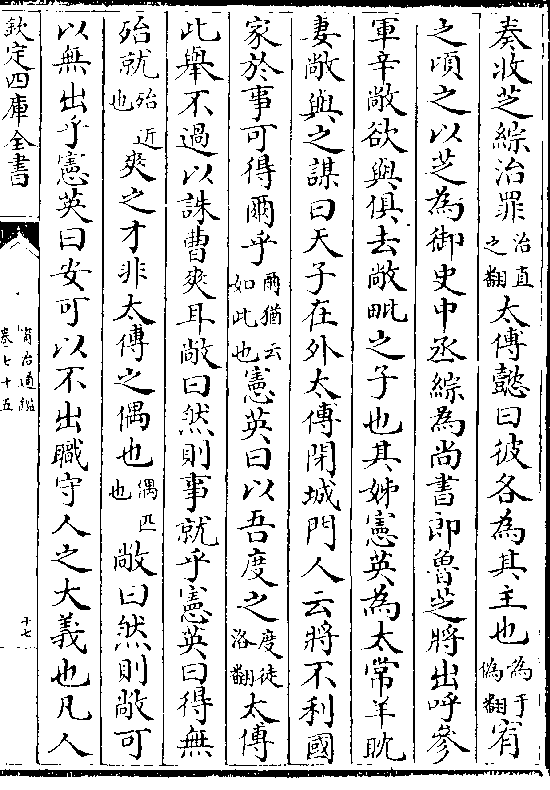 奏收芝綜治罪治直之翻太傅懿曰彼各為其主也為于偽翻宥
之頃之以芝為御史中丞綜為尚書郎魯芝將出呼參
軍辛敞欲與俱去敞毗之子也其姊憲英為太常羊耽
妻敞與之謀曰天子在外太傅閉城門人云將不利國
家於事可得爾乎爾猶云如此也憲英曰以吾度之度徒洛翻太傅
此舉不過以誅曹爽耳敞曰然則事就乎憲英曰得無
殆就殆近也爽之才非太傅之偶也偶匹也敞曰然則敞可
以無出乎憲英曰安可以不出職守人之大義也凡人
欽定四庫全書
資治通鑑
卷七十五
十七